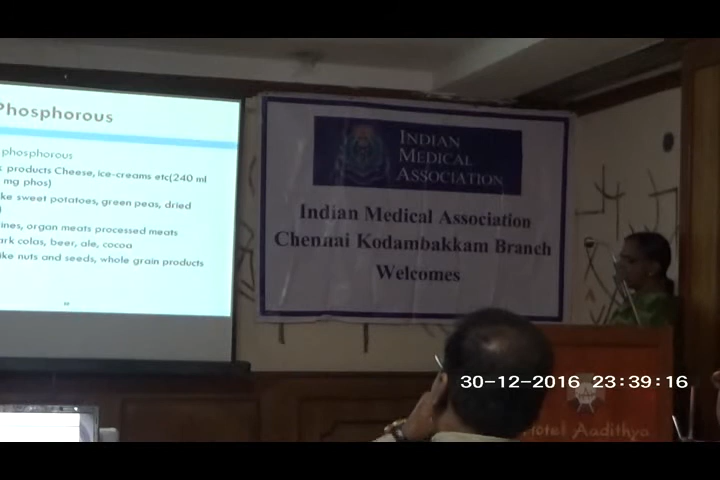 Phosphorous
phosphorous
products Cheese, ice-creams etc(240 ml
mg phos)
ke sweet potatoes, green peas, dried
ines, organ meats processed meats
ark colas, beer, ale, cocoa
ike nuts and seeds, whole grain products
INDIAN
MEDICAL
ASSOCIATION
Indian Medical Association
Chennai Kodambakkam Branch
Welcomes
30-12-2016 23:39:16
Hotel Aadithya